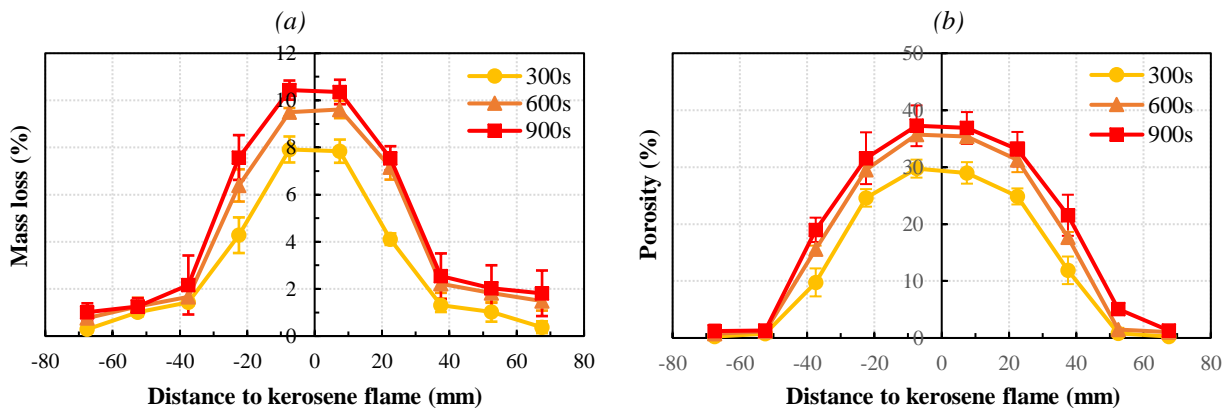 (a)
12
10
8
6
4
2
0
Mass loss (%)
300s
600s
900s
-80 -60 -40 -20 0 20 40 60 80
Distance to kerosene flame (mm)
(b)
50
40
30
20
10
0
Porosity (%)
300s
600s
900s
-80 -60 -40 -20 0 20 40 60 80
Distance to kerosene flame (mm)